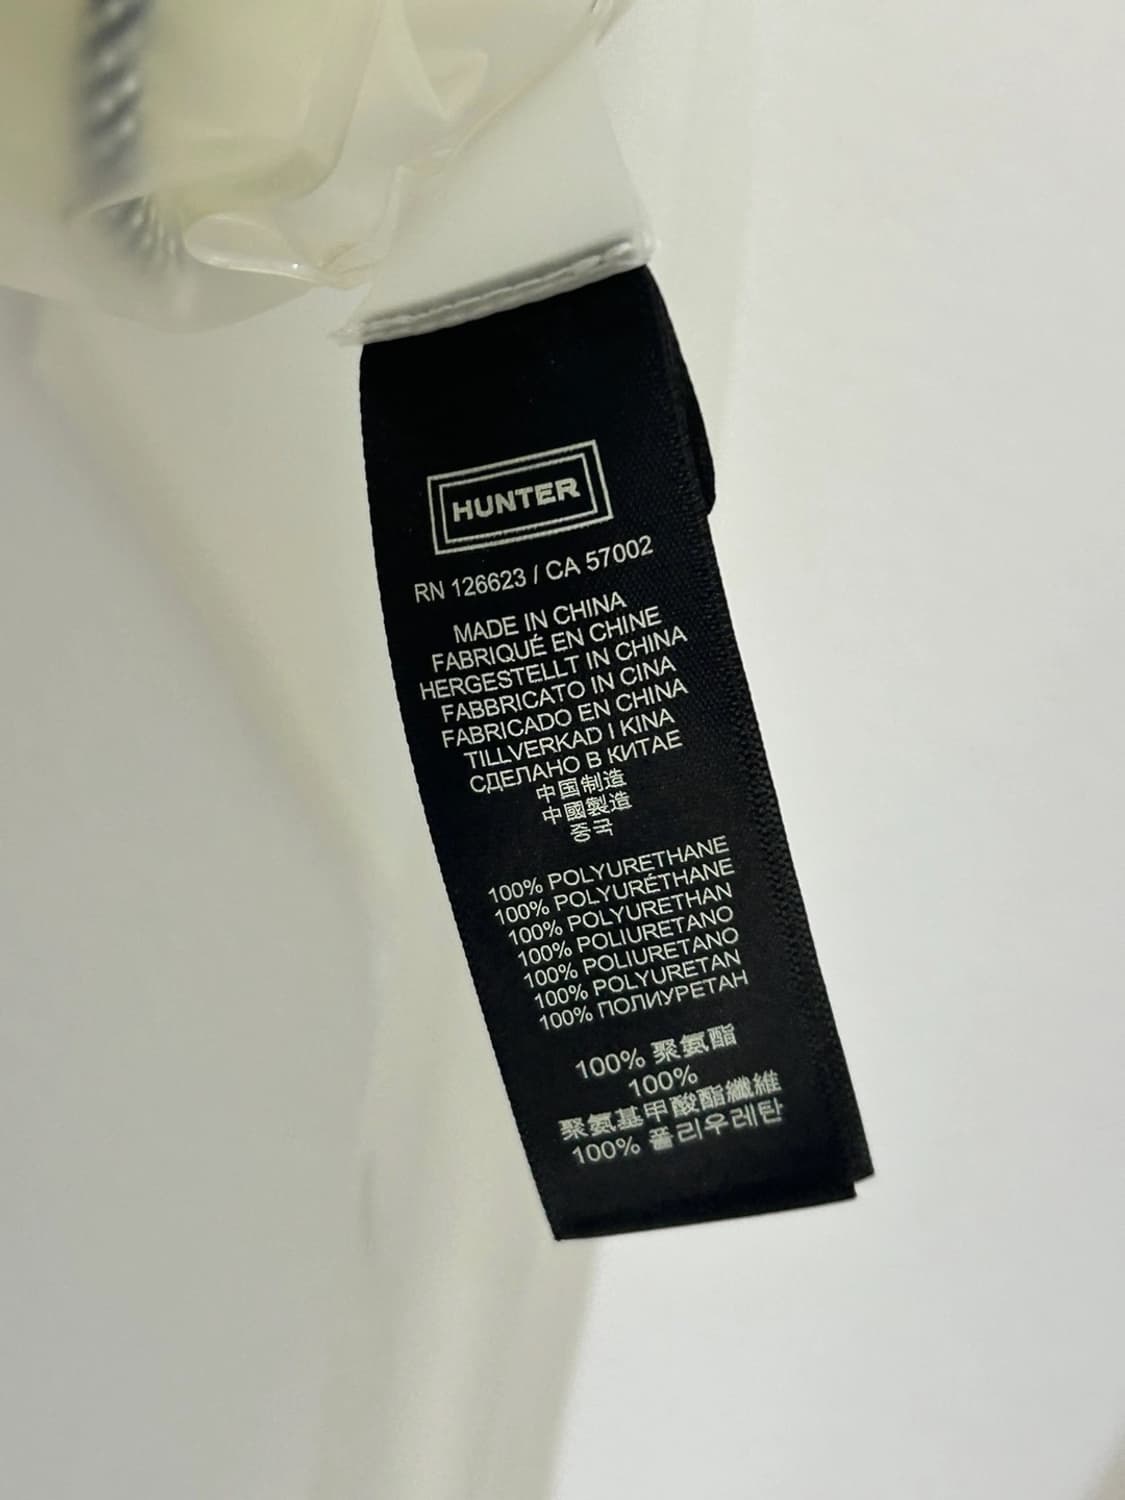 HUNTER
RN 126623 / CA 57002
MADE IN CHINA
FABRIQUÉ EN CHINE
HERGESTELLT IN CHINA
FABBRICATO IN CINA
FABRICADO EN CHINA
TILLVERKAD I KINA
СДЕЛАНО В КИТАЕ
中国制造
中國製造
중국
100% POLYURETHANE
100% POLYURÉTHANE
100% POLYURETHAN
100% POLIURETANO
100% POLIURETANO
100% POLYURETAN
100% ПОЛИУРЕТАН
100% 聚氨酯
100%
聚氨基甲酸酯纖維
100% 폴리우레탄